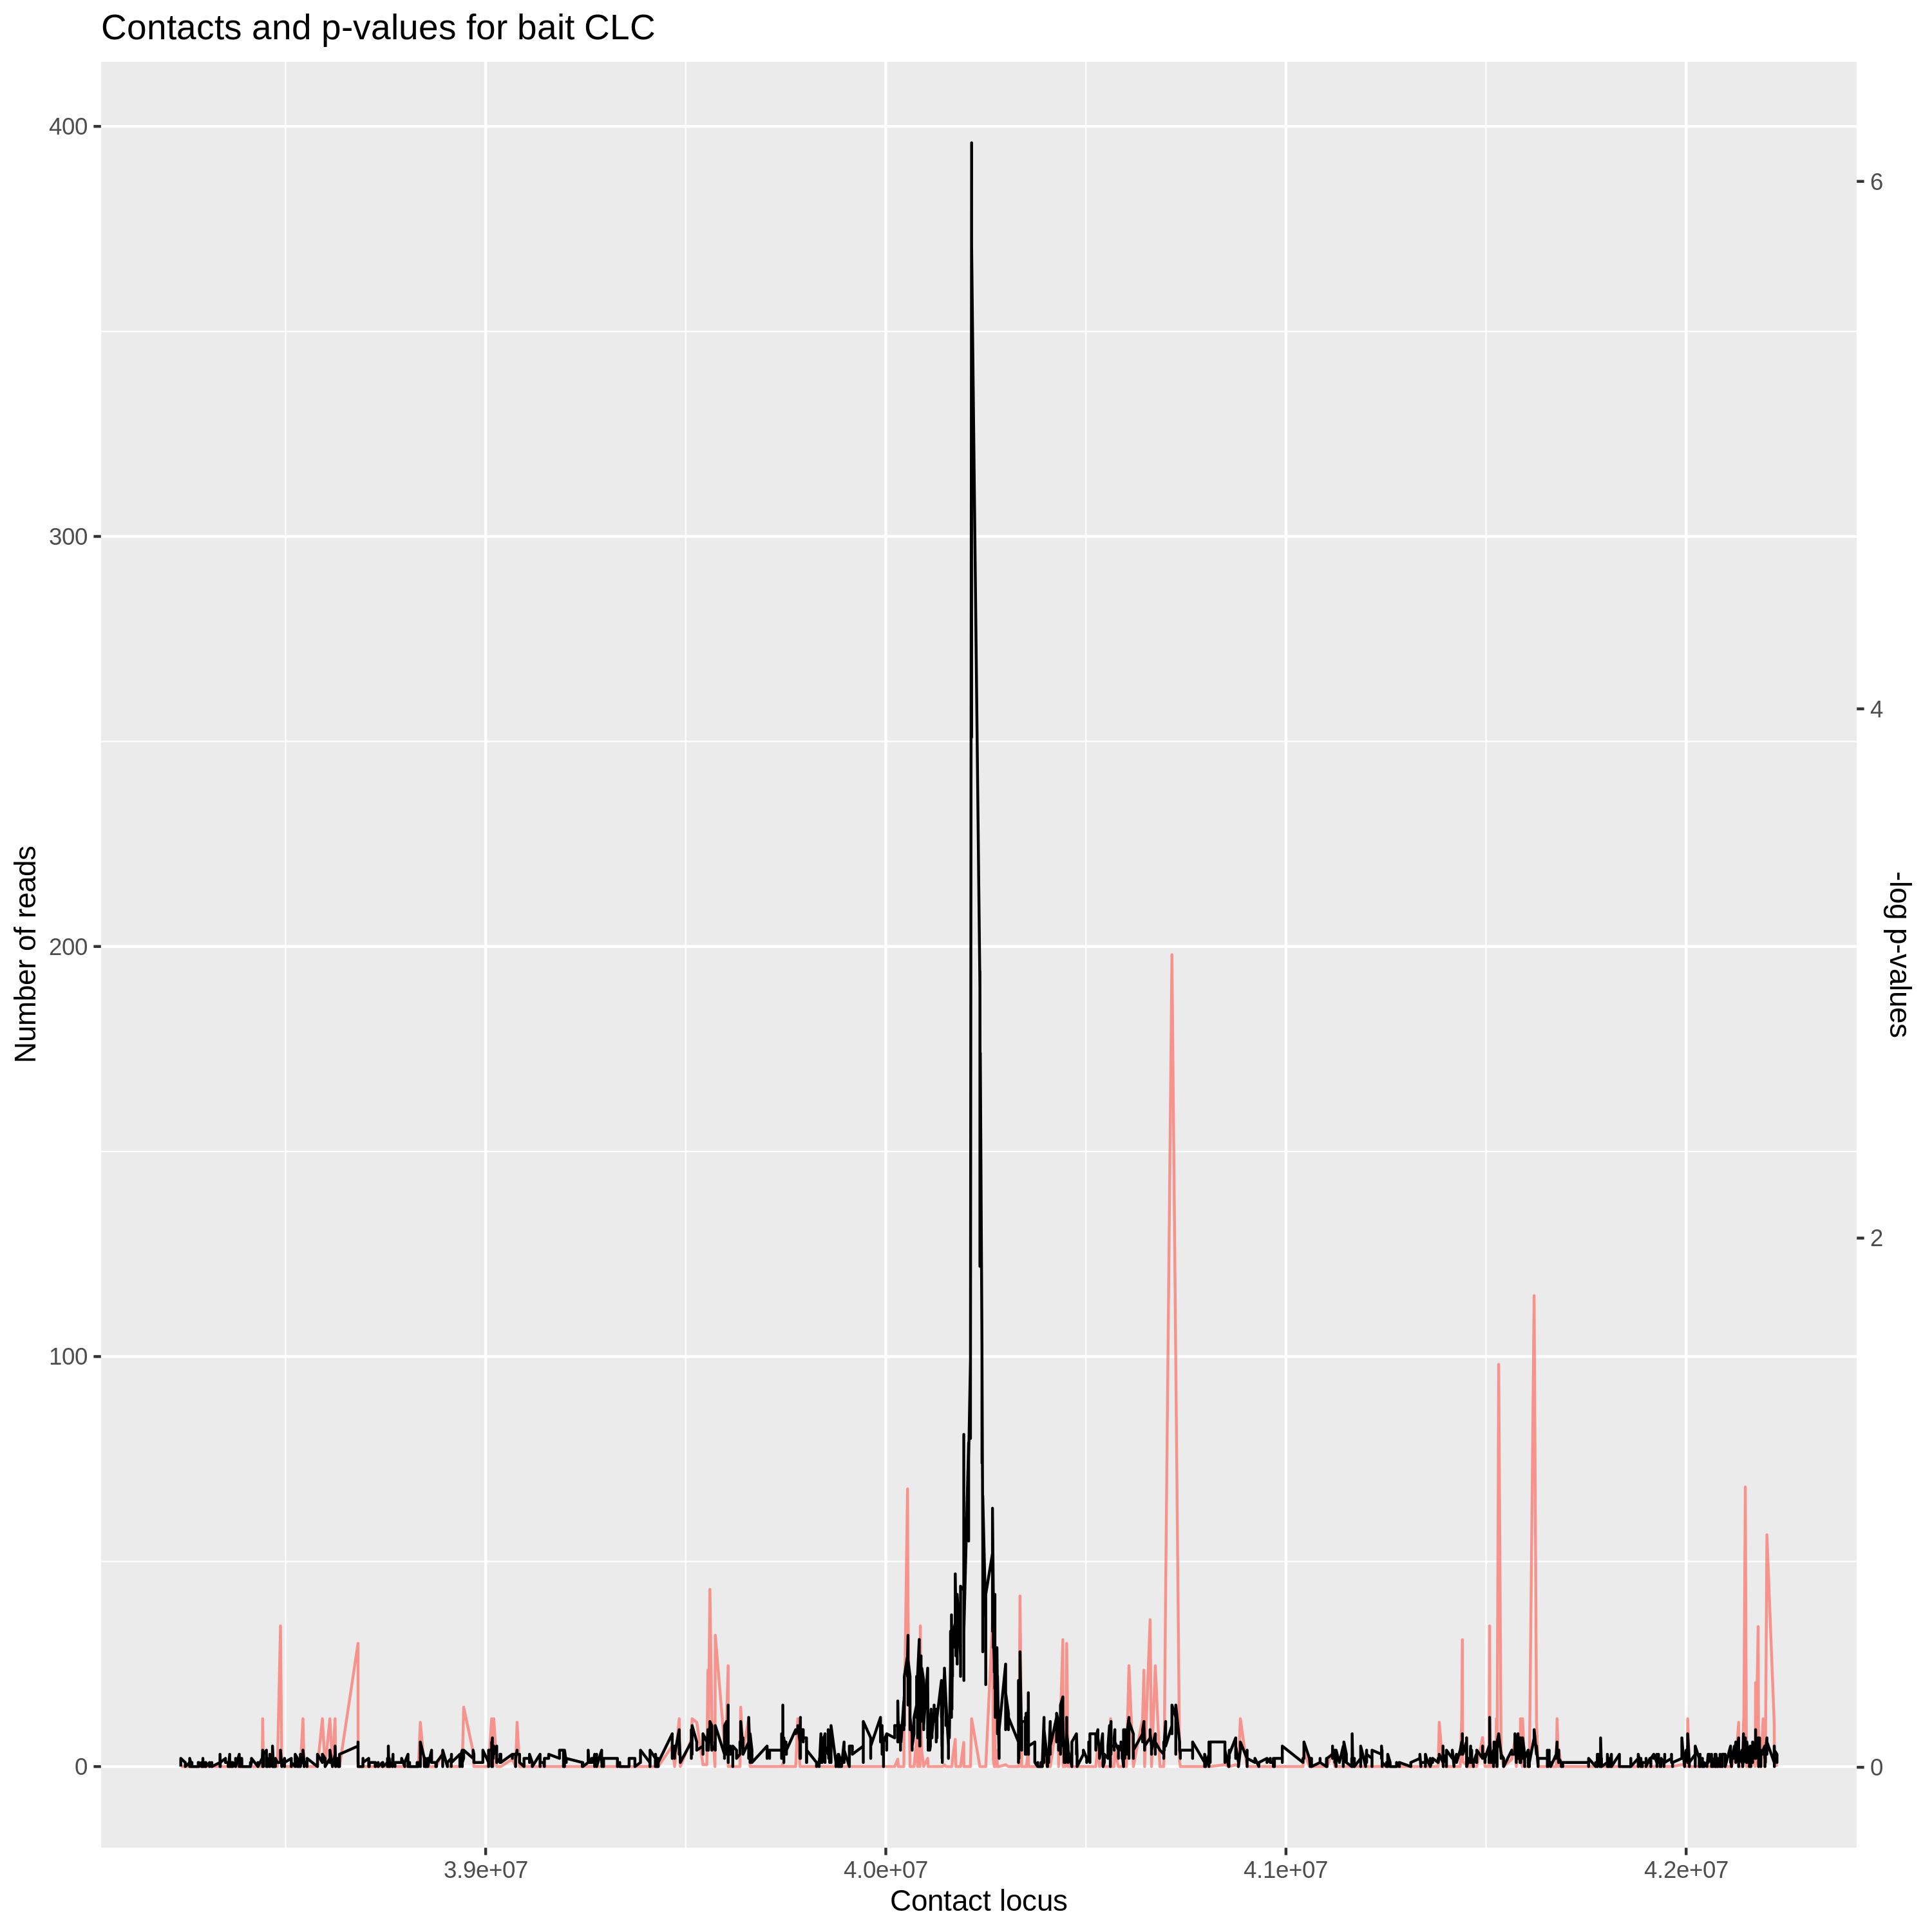 Contacts and p-values for bait CLC
400
300
200
100
0
Number of reads
6
4
2
0
-log p-values
3.9e+07 4.0e+07 4.1e+07 4.2e+07
Contact locus